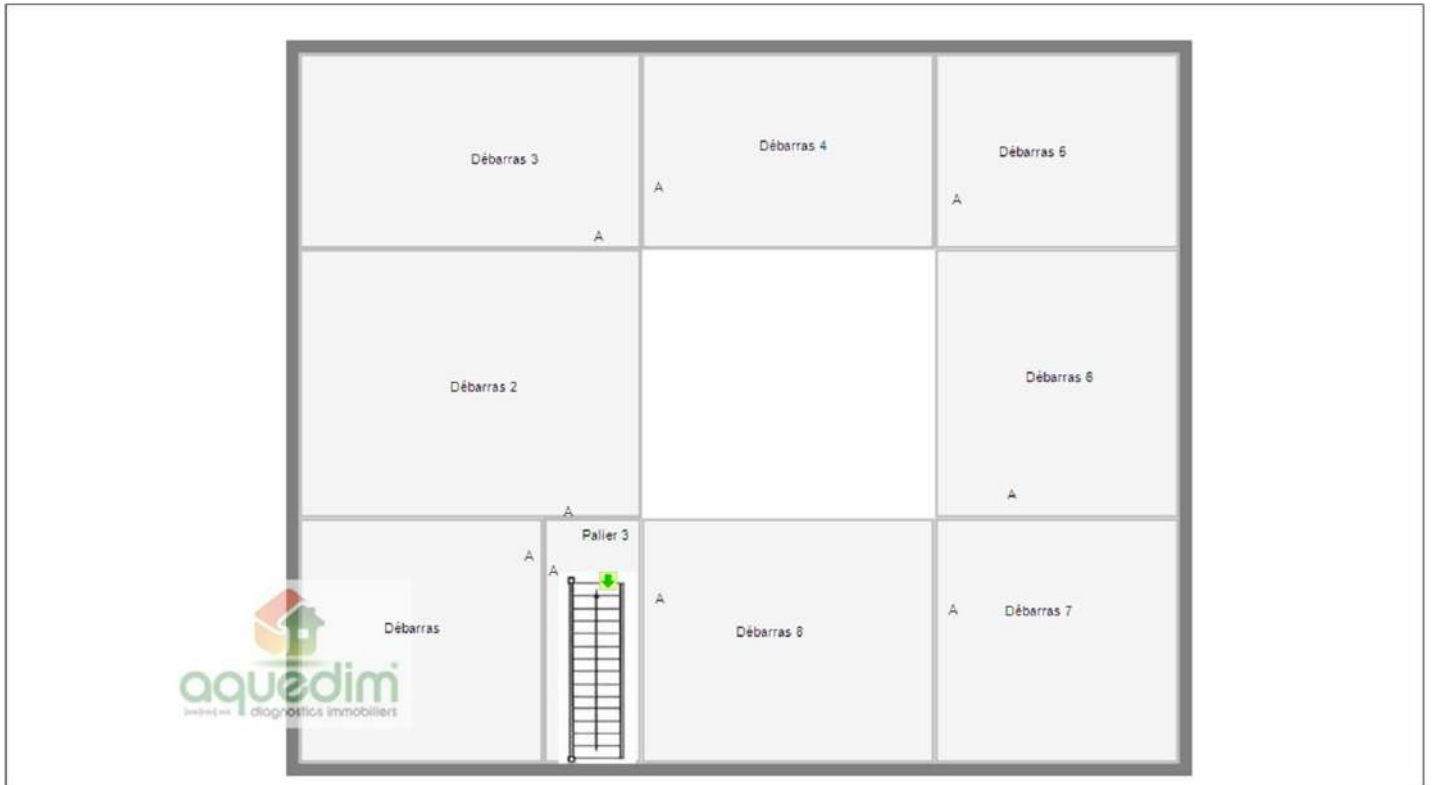 Débarras 3
Débarras 4
Débarras 5
A
A
A
Débarras 2
Débarras 6
A
A
Palier 3
A
A
A
A
Débarras 7
Débarras
Débarras 8
aquedim
diagnostics immobiliers